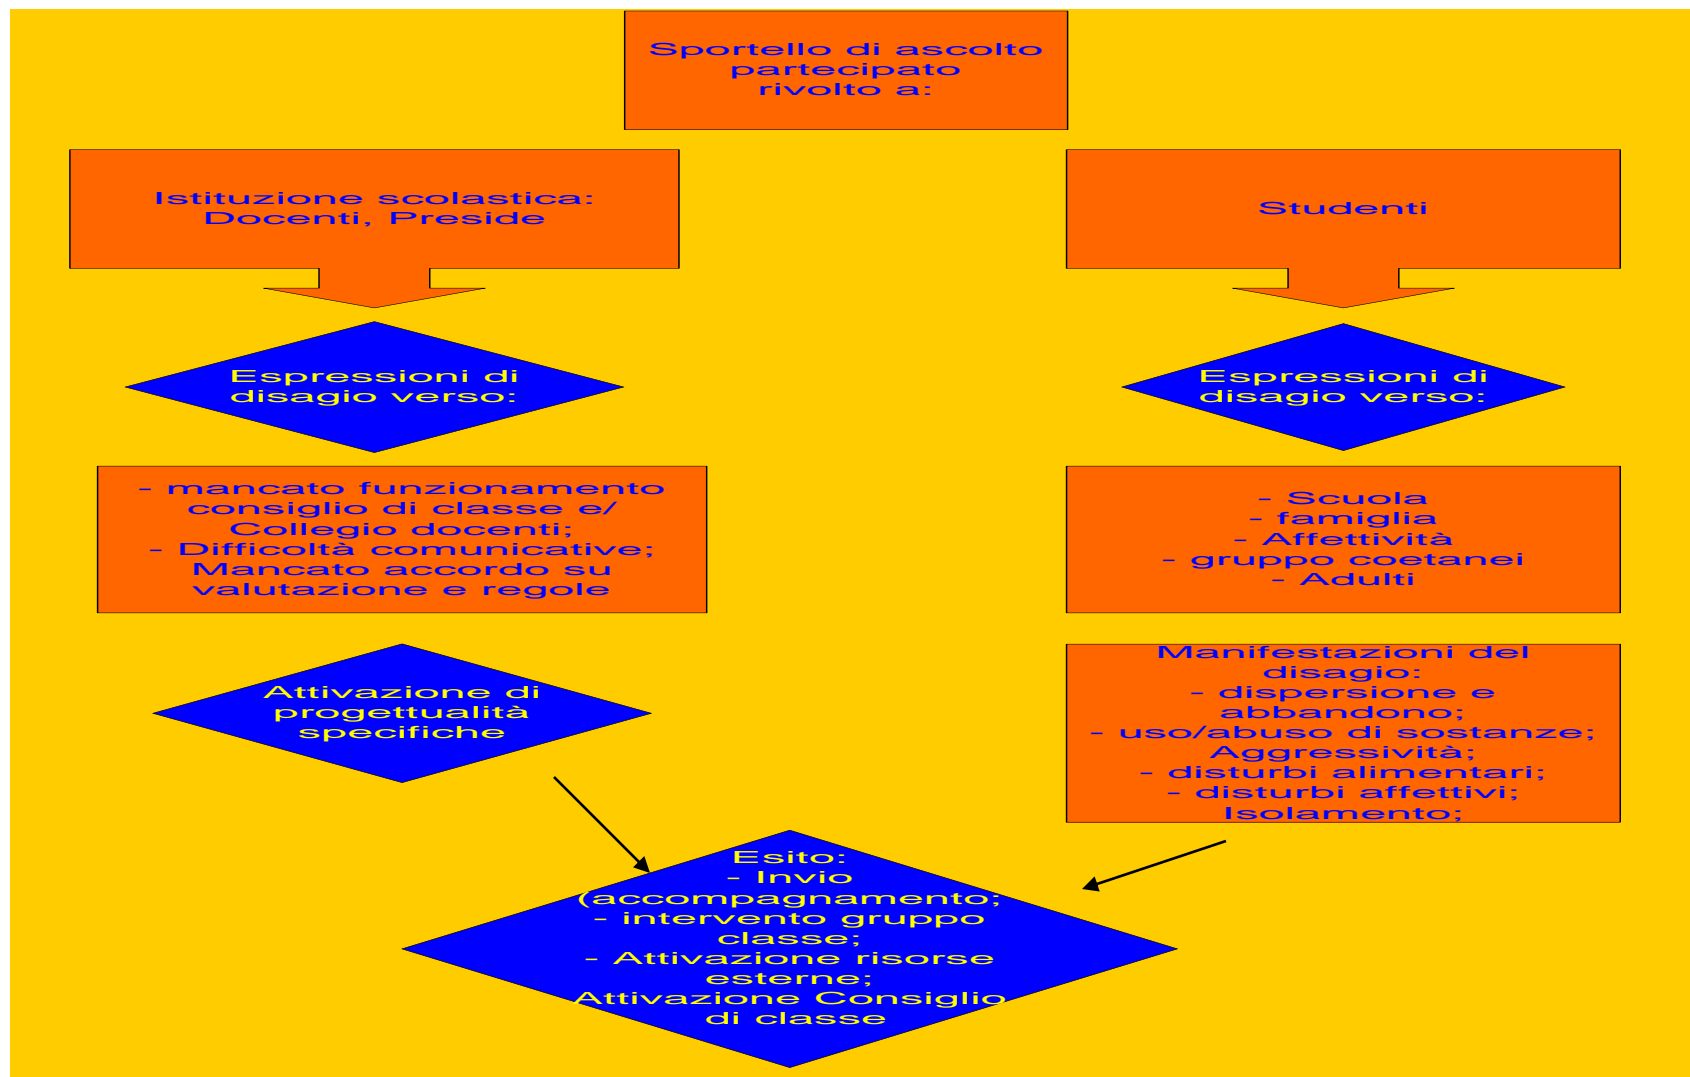 Sportello di ascolto
partecipato
rivolto a:
Istituzione scolastica:
Docenti, Preside
Studenti
Espressioni di
disagio verso:
Espressioni di
disagio verso:
- mancato funzionamento
consiglio di classe e/
Collegio docenti;
- Difficoltà comunicative;
Mancato accordo su
valutazione e regole
- Scuola
- famiglia
- Affettività
- gruppo coetanei
- Adulti
Attivazione di
progettualità
specifiche
Manifestazioni del
disagio:
- dispersione e
abbandono;
- uso/abuso di sostanze;
Aggressività;
- disturbi alimentari;
- disturbi affettivi;
Isolamento;
Esito:
- Invio
(accompagnamento;
- intervento gruppo
classe;
- Attivazione risorse
esterne;
Attivazione Consiglio
di classe